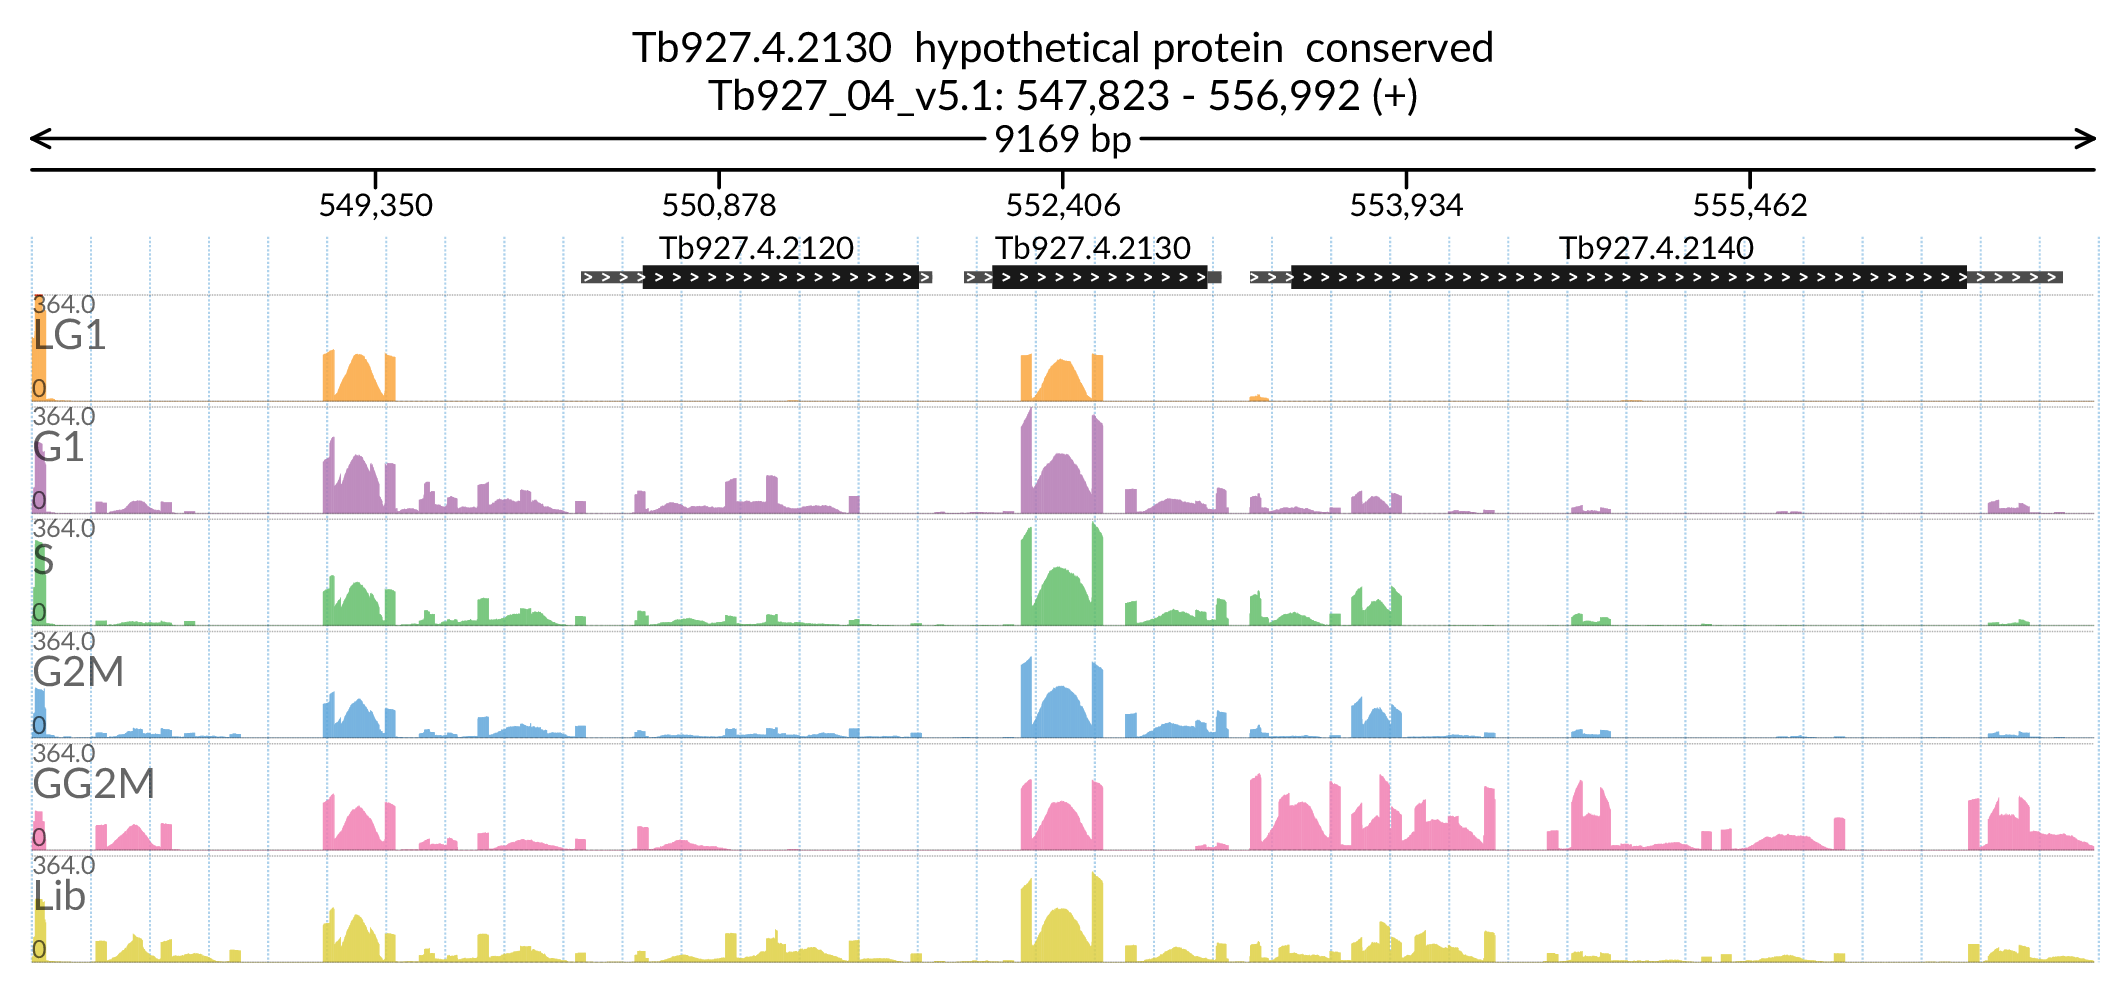 Tb927.4.2130  hypothetical protein  conserved
Tb927_04_v5.1: 547,823 - 556,992 (+)
9169 bp
549,350 550,878 552,406 553,934 555,462
Tb927.4.2120 Tb927.4.2130 Tb927.4.2140
364.0
LG1
0
364.0
G1
0
364.0
S
0
364.0
G2M
0
364.0
GG2M
0
364.0
Lib
0